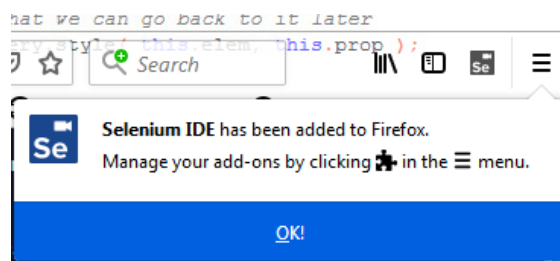 hat we can go back to it later
ery style( this.elem, this.prop );
Search
Se
Se
Selenium IDE has been added to Firefox.
Manage your add-ons by clicking in the menu.
OK!